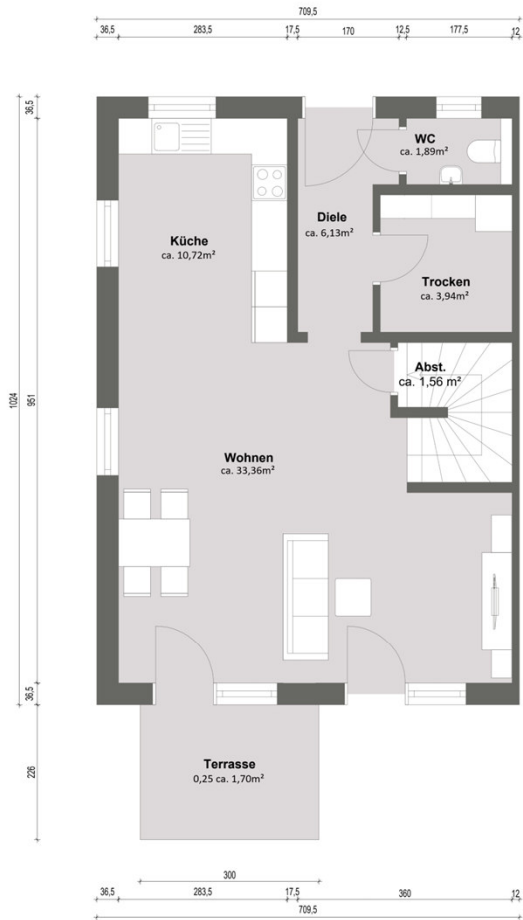 709,5
36,5 283,5 17,5 170 12,5 177,5 12
36,5
WC
ca. 1,89m²
Diele
ca. 6,13m²
Küche
ca. 10,72m²
Trocken
ca. 3,94m²
Abst.
ca. 1,56 m²
1024
951
Wohnen
ca. 33,36m²
36,5
Terrasse
0,25 ca. 1,70m²
226
300
36,5 283,5 17,5 360 12
709,5